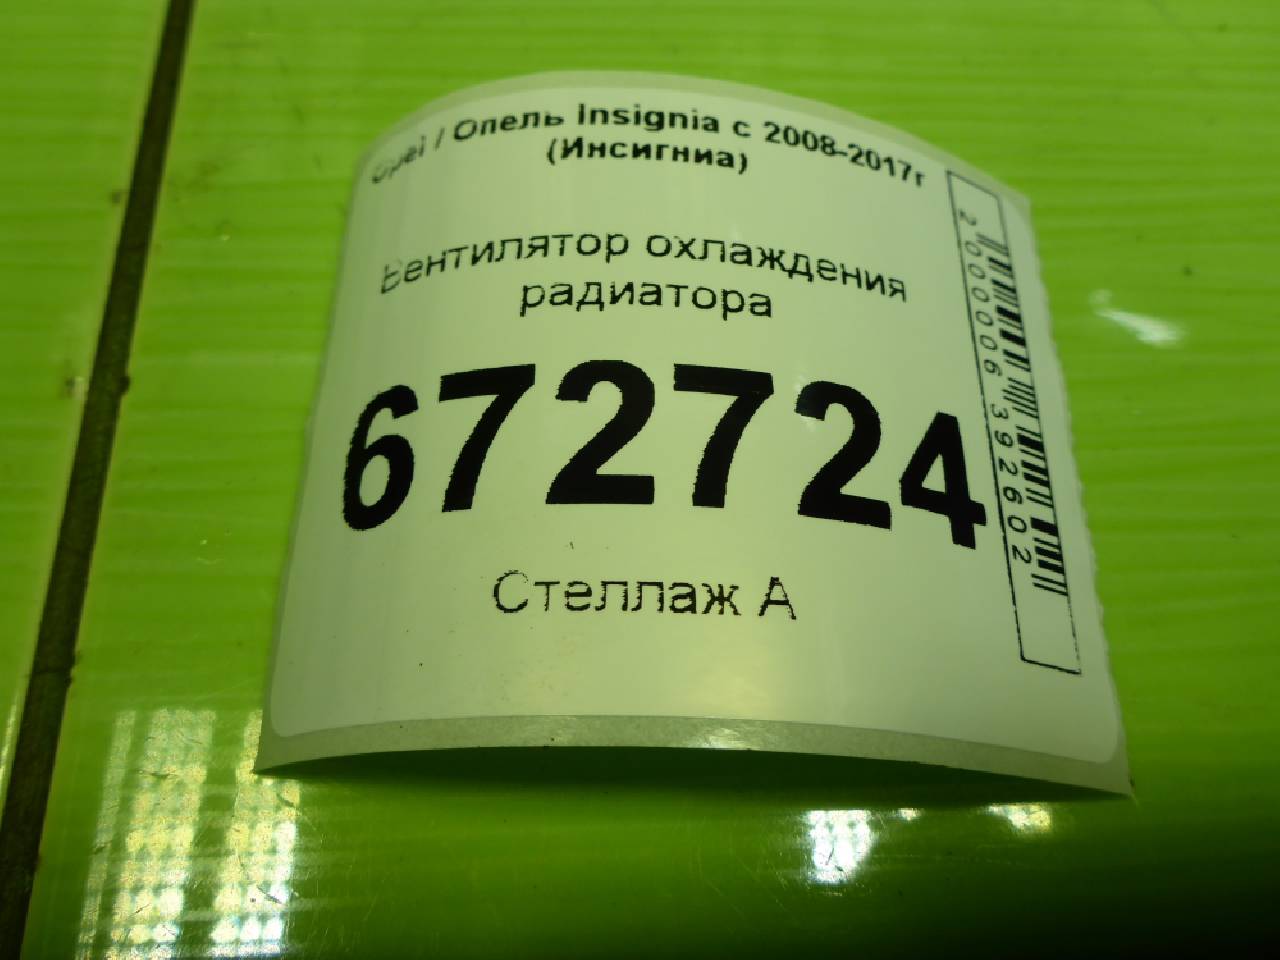 Opel / Опель Insignia с 2008-2017г
(Инсигниа)
Вентилятор охлаждения
радиатора
672724
Стеллаж А
2000006392602